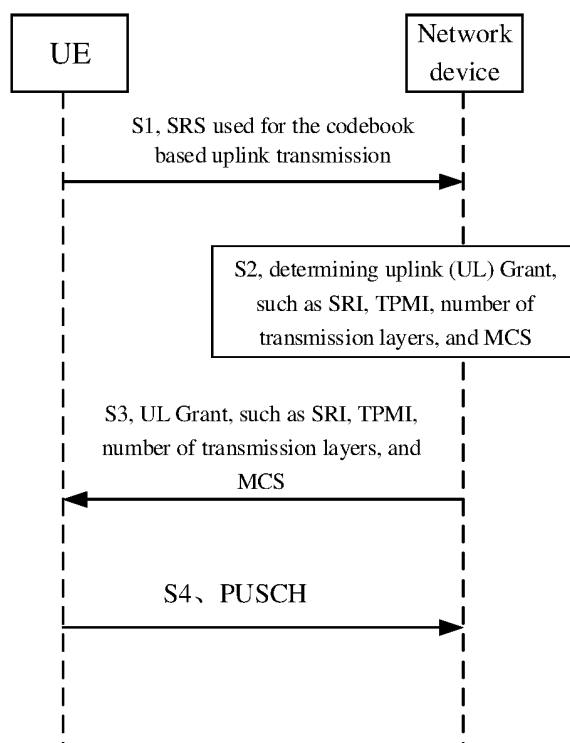 UE
Network
device
S1, SRS used for the codebook
based uplink transmission
S2, determining uplink (UL) Grant,
such as SRI, TPMI, number of
transmission layers, and MCS
S3, UL Grant, such as SRI, TPMI,
number of transmission layers, and
MCS
S4、PUSCH